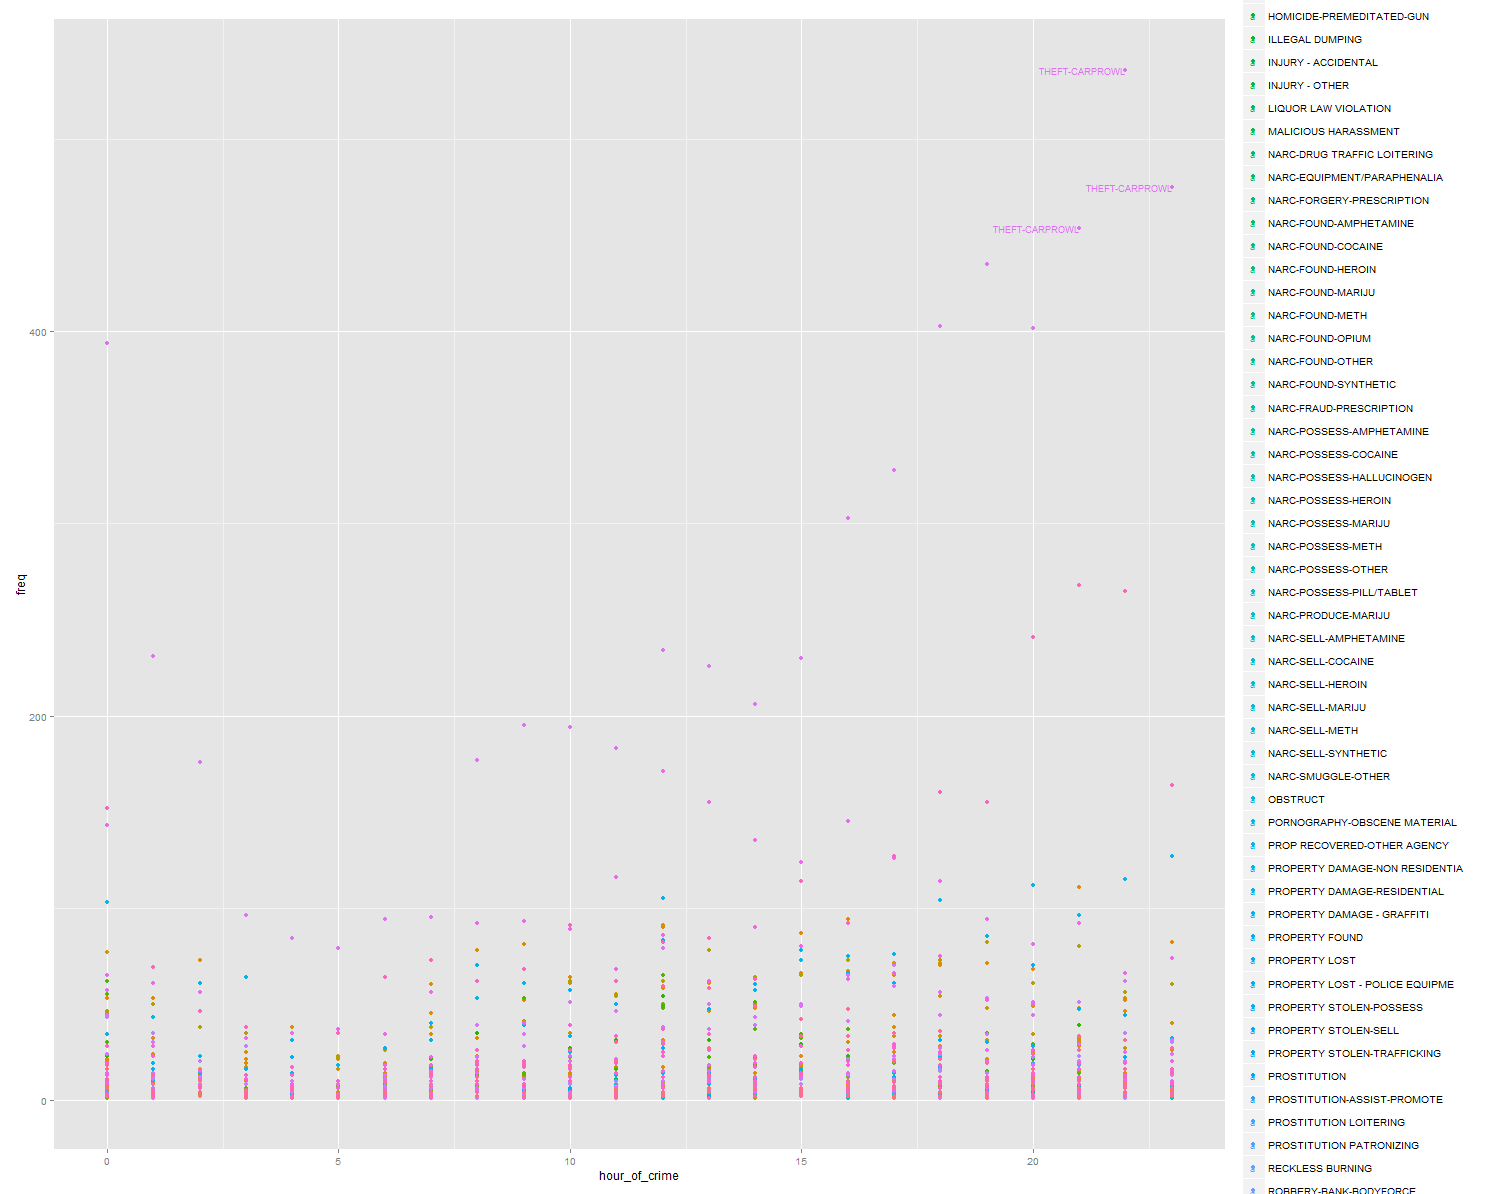 HOMICIDE-PREMEDITATED-GUN
ILLEGAL DUMPING
INJURY - ACCIDENTAL
INJURY - OTHER
LIQUOR LAW VIOLATION
MALICIOUS HARASSMENT
NARC-DRUG TRAFFIC LOITERING
NARC-EQUIPMENT/PARAPHENALIA
NARC-FORGERY-PRESCRIPTION
NARC-FOUND-AMPHETAMINE
NARC-FOUND-COCAINE
NARC-FOUND-HEROIN
NARC-FOUND-MARIJU
NARC-FOUND-METH
NARC-FOUND-OPIUM
NARC-FOUND-OTHER
NARC-FOUND-SYNTHETIC
NARC-FRAUD-PRESCRIPTION
NARC-POSSESS-AMPHETAMINE
NARC-POSSESS-COCAINE
NARC-POSSESS-HALLUCINOGEN
NARC-POSSESS-HEROIN
NARC-POSSESS-MARIJU
NARC-POSSESS-METH
NARC-POSSESS-OTHER
NARC-POSSESS-PILL/TABLET
NARC-PRODUCE-MARIJU
NARC-SELL-AMPHETAMINE
NARC-SELL-COCAINE
NARC-SELL-HEROIN
NARC-SELL-MARIJU
NARC-SELL-METH
NARC-SELL-SYNTHETIC
NARC-SMUGGLE-OTHER
OBSTRUCT
PORNOGRAPHY-OBSCENE MATERIAL
PROP RECOVERED-OTHER AGENCY
PROPERTY DAMAGE-NON RESIDENTIA
PROPERTY DAMAGE-RESIDENTIAL
PROPERTY DAMAGE - GRAFFITI
PROPERTY FOUND
PROPERTY LOST
PROPERTY LOST - POLICE EQUIPME
PROPERTY STOLEN-POSSESS
PROPERTY STOLEN-SELL
PROPERTY STOLEN-TRAFFICKING
PROSTITUTION
PROSTITUTION-ASSIST-PROMOTE
PROSTITUTION LOITERING
PROSTITUTION PATRONIZING
RECKLESS BURNING
ROBBERY-BANK-BODYFORCE
THEFT-CARPROWL
THEFT-CARPROWL
THEFT-CARPROWL
400
200
0
freq
0 5 10 15 20
hour_of_crime